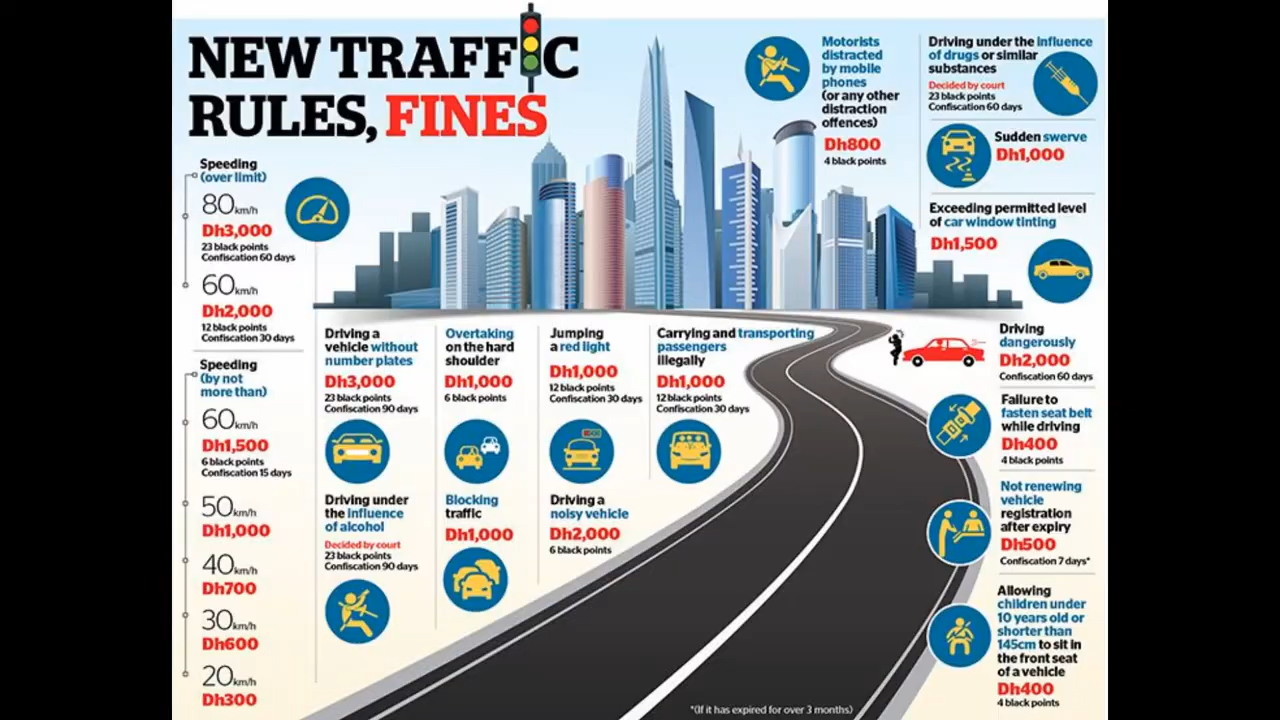 NEW TRAFFIC
RULES, FINES
Speeding
(over limit)
80km/h
Dh3,000
23 black points
Confiscation 60 days
60km/h
Dh2,000
12 black points
Confiscation 30 days
Speeding
(by not
more than)
60km/h
Dh1,500
6 black points
Confiscation 15 days
50km/h
Dh1,000
40km/h
Dh700
30km/h
Dh600
20km/h
Dh300
Driving a
vehicle without
number plates
Dh3,000
23 black points
Confiscation 90 days
Driving under
the influence
of alcohol
Decided by court
23 black points
Confiscation 90 days
Overtaking
on the hard
shoulder
Dh1,000
6 black points
Blocking
traffic
Dh1,000
Jumping
a red light
Dh1,000
12 black points
Confiscation 30 days
Driving a
noisy vehicle
Dh2,000
6 black points
Carrying and transporting
passengers
illegally
Dh1,000
12 black points
Confiscation 30 days
Motorists
distracted
by mobile
phones
(or any other
distraction
offences)
Dh800
4 black points
Driving under the influence
of drugs or similar
substances
Decided by court
23 black points
Confiscation 60 days
Sudden swerve
Dh1,000
Exceeding permitted level
of car window tinting
Dh1,500
Driving
dangerously
Dh2,000
Confiscation 60 days
Failure to
fasten seat belt
while driving
Dh400
4 black points
Not renewing
vehicle
registration
after expiry
Dh500
Confiscation 7 days*
Allowing
children under
10 years old or
shorter than
145cm to sit in
the front seat
of a vehicle
Dh400
4 black points
*(If it has expired for over 3 months)